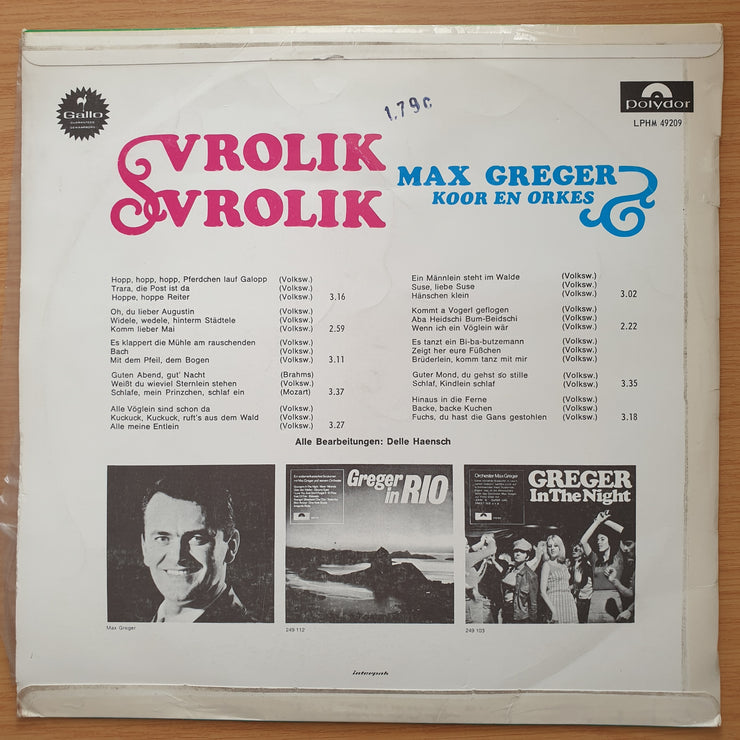 Gallo
GUARANTEED
1.79c
polydor
LPHM 49209
VROLIK
VROLIK
MAX GREGER
KOOR EN ORKES
Hopp, hopp, hopp, Pferdchen lauf Galopp (Volksw.)
Trara, die Post ist da (Volksw.)
Hoppe, hoppe Reiter (Volksw.) 3.16
Oh, du lieber Augustin (Volksw.)
Widele, wedele, hinterm Städtele (Volksw.)
Komm lieber Mai (Volksw.) 2.59
Es klappert die Mühle am rauschenden (Volksw.)
Bach
Mit dem Pfeil, dem Bogen (Volksw.) 3.11
Guten Abend, gut' Nacht (Brahms)
Weißt du wieviel Sternlein stehen (Volksw.)
Schlafe, mein Prinzchen, schlaf ein (Mozart) 3.37
Alle Vöglein sind schon da (Volksw.)
Kuckuck, Kuckuck, ruft's aus dem Wald (Volksw.)
Alle meine Entlein (Volksw.) 3.27
Ein Männlein steht im Walde (Volksw.)
Suse, liebe Suse (Volksw.)
Hänschen klein (Volksw.) 3.02
Kommt a Vogerl geflogen (Volksw.)
Aba Heidschi Bum-Beidschi (Volksw.)
Wenn ich ein Vöglein wär (Volksw.) 2.22
Es tanzt ein Bi-ba-butzemann (Volksw.)
Zeigt her eure Füßchen (Volksw.)
Brüderlein, komm tanz mit mir (Volksw.)
Guter Mond, du gehst so stille (Volksw.)
Schlaf, Kindlein schlaf (Volksw.) 3.35
Hinaus in die Ferne (Volksw.)
Backe, backe Kuchen (Volksw.)
Fuchs, du hast die Gans gestohlen (Volksw.) 3.18
Alle Bearbeitungen: Delle Haensch
Greger
in RIO
Orchester Max Greger
GREGER
In The Night
Max Greger
249 112
249 103
interpak